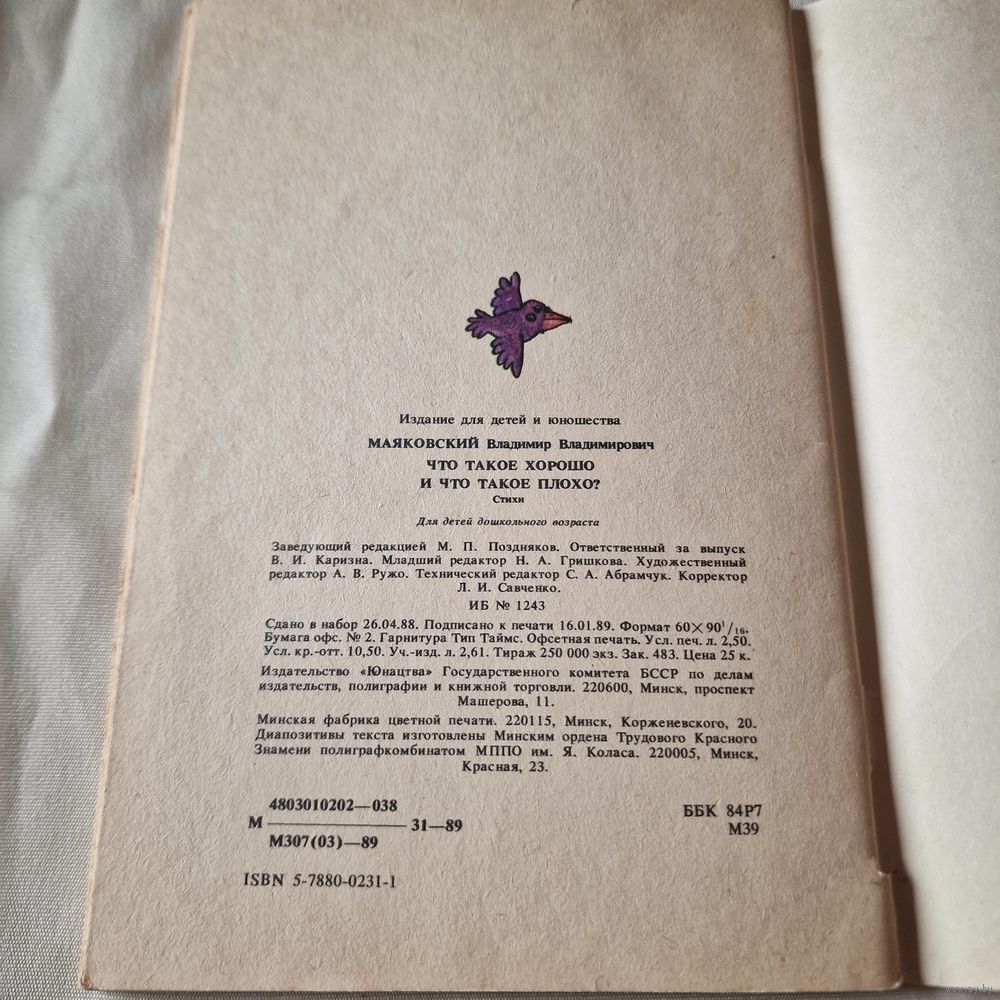 Издание для детей и юношества
МАЯКОВСКИЙ Владимир Владимирович
ЧТО ТАКОЕ ХОРОШО
И ЧТО ТАКОЕ ПЛОХО?
Стихи
Для детей дошкольного возраста
Заведующий редакцией М. П. Поздняков. Ответственный за выпуск
В. И. Каризна. Младший редактор Н. А. Гришкова. Художественный
редактор А. В. Ружо. Технический редактор С. А. Абрамчук. Корректор
Л. И. Савченко.
ИБ № 1243
Сдано в набор 26.04.88. Подписано к печати 16.01.89. Формат 60×90¹/₁₆.
Бумага офс. № 2. Гарнитура Тип Таймс. Офсетная печать. Усл. печ. л. 2,50.
Усл. кр.-отт. 10,50. Уч.-изд. л. 2,61. Тираж 250 000 экз. Зак. 483. Цена 25 к.
Издательство «Юнацтва» Государственного комитета БССР по делам
издательств, полиграфии и книжной торговли. 220600, Минск, проспект
Машерова, 11.
Минская фабрика цветной печати. 220115, Минск, Корженевского, 20.
Диапозитивы текста изготовлены Минским ордена Трудового Красного
Знамени полиграфкомбинатом МППО им. Я. Коласа. 220005, Минск,
Красная, 23.
4803010202—038
М ——— 31—89
М307(03)—89
ББК 84Р7
М39
ISBN 5-7880-0231-1